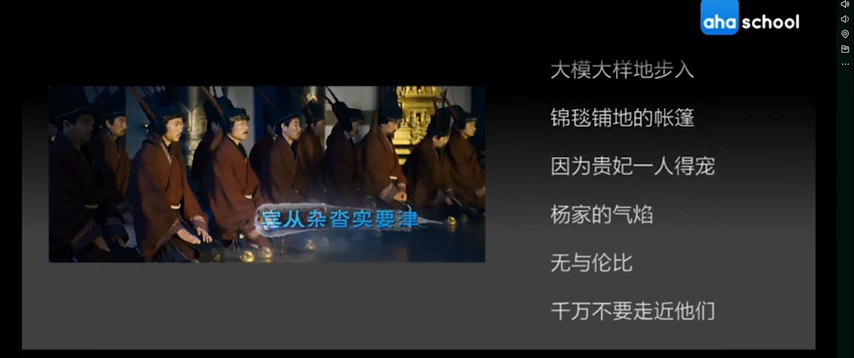 aha school
大模大样地步入
锦毯铺地的帐篷
因为贵妃一人得宠
杨家的气焰
宾从杂沓实要津
无与伦比
千万不要走近他们